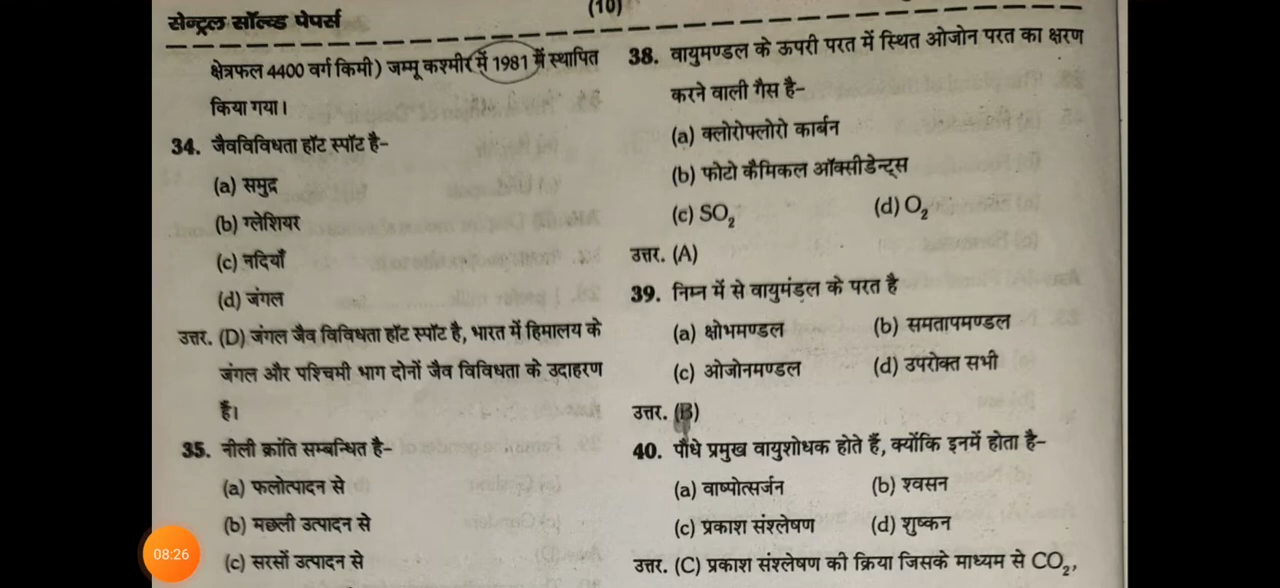 सेन्ट्रल सॉल्व्ड पेपर्स
(10)
क्षेत्रफल 4400 वर्ग किमी) जम्मू कश्मीर में 1981 में स्थापित
किया गया।
34. जैवविविधता हॉट स्पॉट है–
(a) समुद्र
(b) ग्लेशियर
(c) नदियाँ
(d) जंगल
उत्तर. (D) जंगल जैव विविधता हॉट स्पॉट है, भारत में हिमालय के
जंगल और पश्चिमी भाग दोनों जैव विविधता के उदाहरण
हैं।
35. नीली क्रांति सम्बन्धित है–
(a) फलोत्पादन से
(b) मछली उत्पादन से
(c) सरसों उत्पादन से
38. वायुमण्डल के ऊपरी परत में स्थित ओजोन परत का क्षरण
करने वाली गैस है–
(a) क्लोरोफ्लोरो कार्बन
(b) फोटो कैमिकल ऑक्सीडेन्ट्स
(c) SO₂ (d) O₂
उत्तर. (A)
39. निम्न में से वायुमंडल के परत है
(a) क्षोभमण्डल (b) समतापमण्डल
(c) ओजोनमण्डल (d) उपरोक्त सभी
उत्तर. (B)
40. पौधे प्रमुख वायुशोधक होते हैं, क्योंकि इनमें होता है–
(a) वाष्पोत्सर्जन (b) श्वसन
(c) प्रकाश संश्लेषण (d) शुष्कन
उत्तर. (C) प्रकाश संश्लेषण की क्रिया जिसके माध्यम से CO₂,
08:26